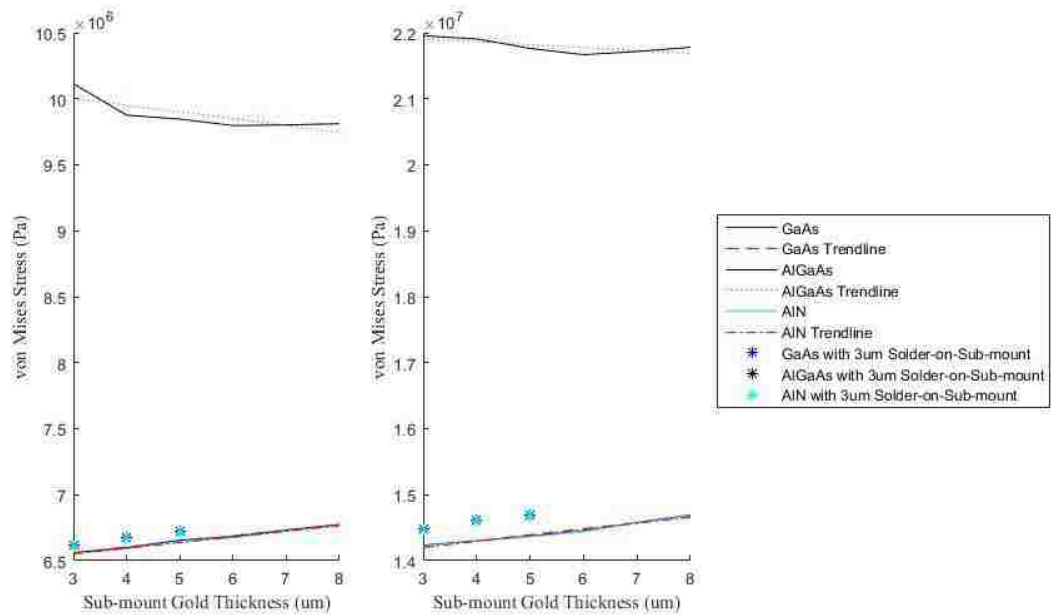 ×10⁶
10.5
10
9.5
9
8.5
8
7.5
7
6.5
3 4 5 6 7 8
von Mises Stress (Pa)
Sub-mount Gold Thickness (um)
×10⁷
2.2
2.1
2
1.9
1.8
1.7
1.6
1.5
1.4
3 4 5 6 7 8
von Mises Stress (Pa)
Sub-mount Gold Thickness (um)
GaAs
GaAs Trendline
AlGaAs
AlGaAs Trendline
AlN
AlN Trendline
GaAs with 3um Solder-on-Sub-mount
AlGaAs with 3um Solder-on-Sub-mount
AlN with 3um Solder-on-Sub-mount